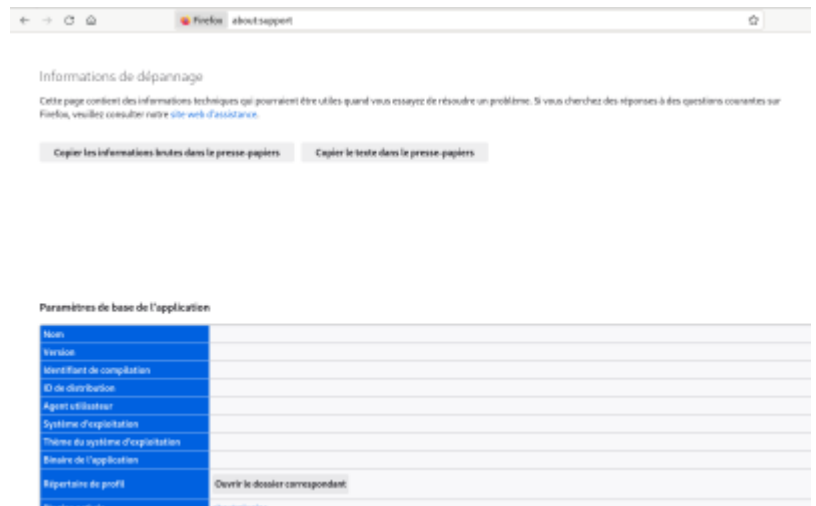 Firefox about:support
Informations de dépannage
Cette page contient des informations techniques qui pourraient être utiles quand vous essayez de résoudre un problème. Si vous cherchez des réponses à des questions courantes sur
Firefox, veuillez consulter notre site web d'assistance.
Copier les informations brutes dans le presse-papiers Copier le texte dans le presse-papiers
Paramètres de base de l'application
Nom
Version
Identifiant de compilation
ID de distribution
Agent utilisateur
Système d'exploitation
Thème du système d'exploitation
Binaire de l'application
Répertoire de profil Ouvrir le dossier correspondant